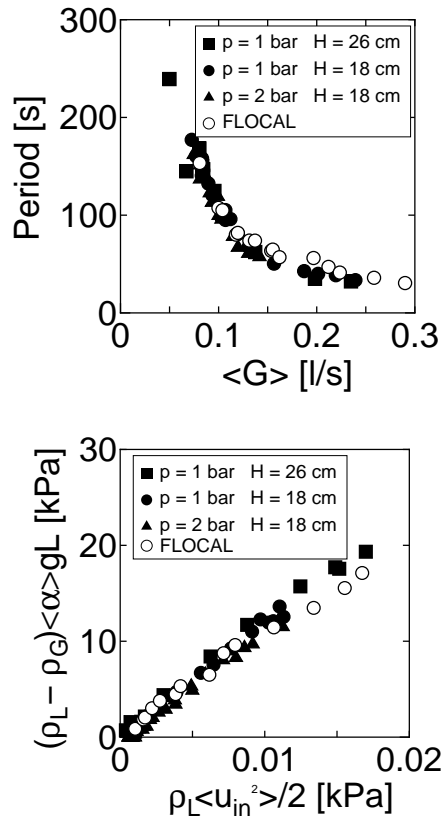 300
200
100
0
Period [s]
p = 1 bar H = 26 cm
p = 1 bar H = 18 cm
p = 2 bar H = 18 cm
FLOCAL
0 0.1 0.2 0.3
<G> [l/s]
30
20
10
0
(ρL – ρG)<α>gL [kPa]
p = 1 bar H = 26 cm
p = 1 bar H = 18 cm
p = 2 bar H = 18 cm
FLOCAL
0 0.01 0.02
ρL<uin²>/2 [kPa]